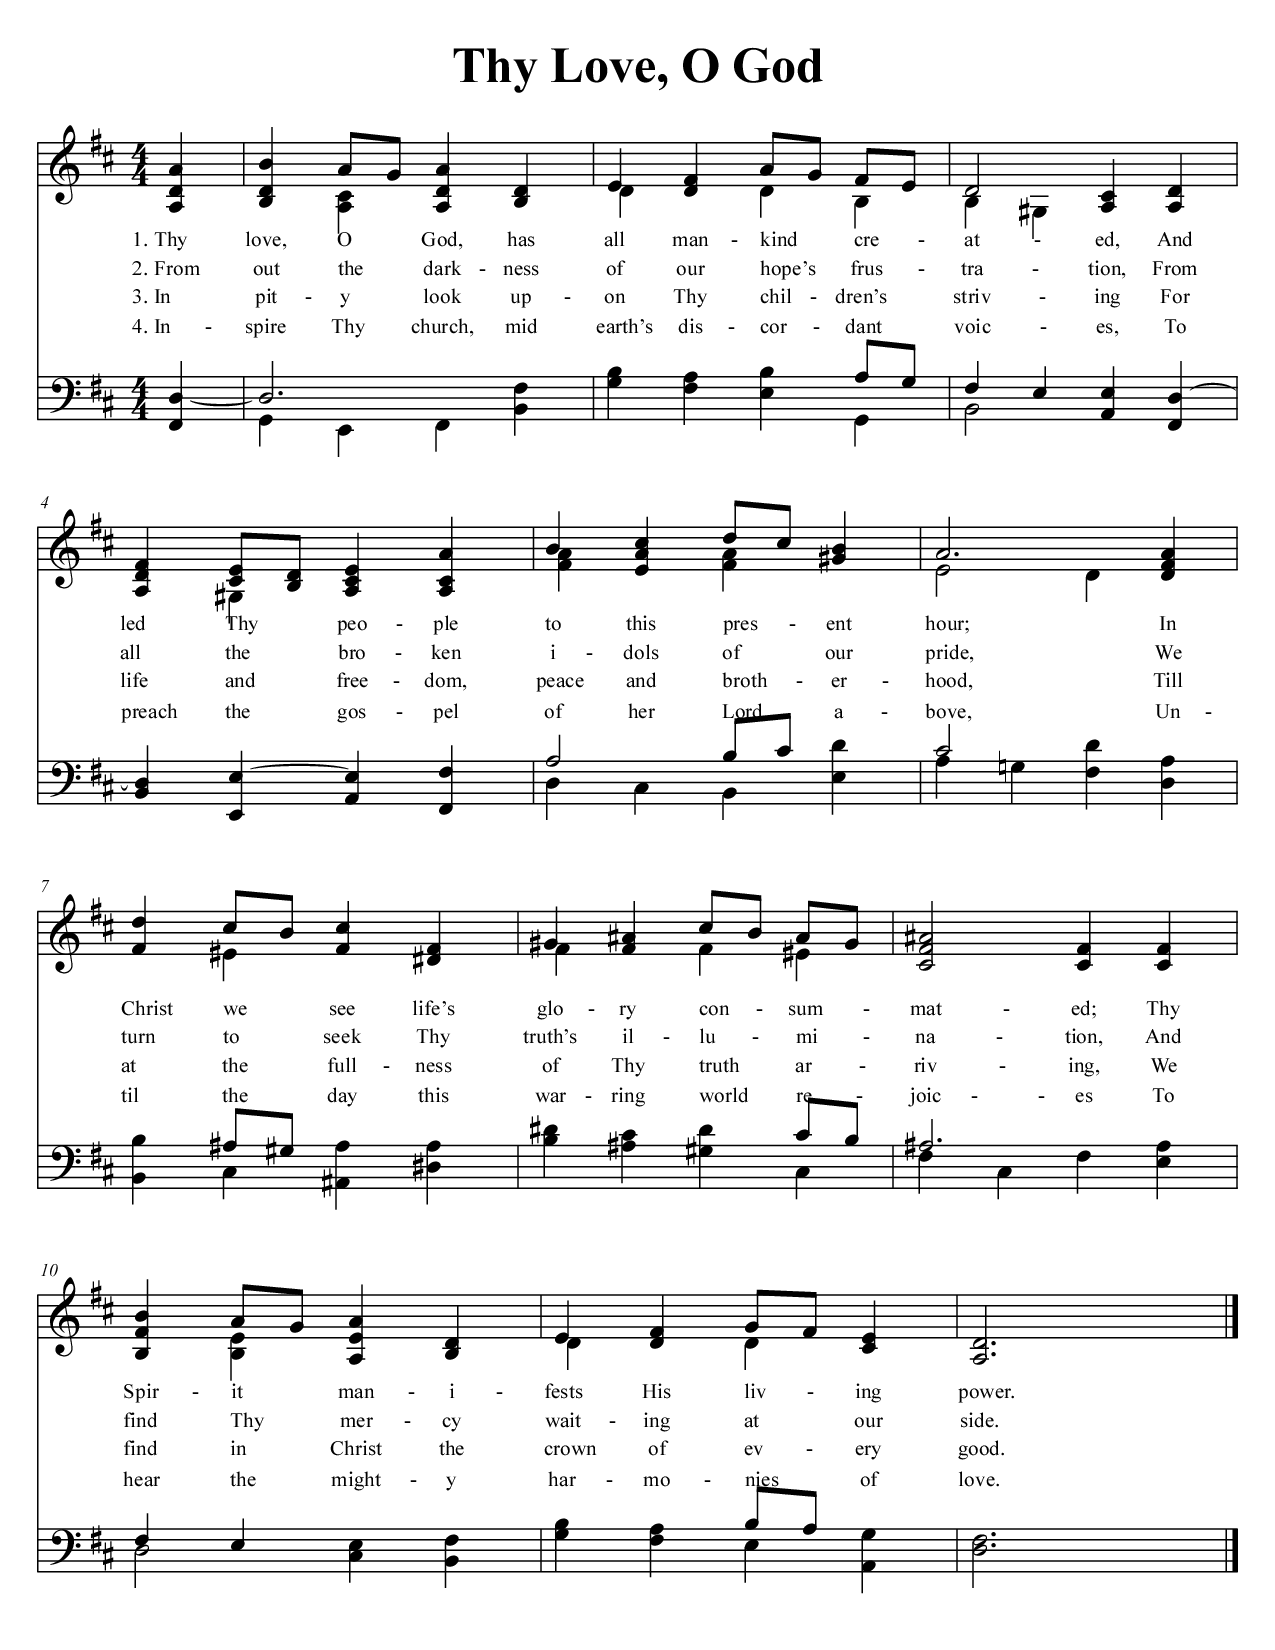 Thy Love, O God
4
4
1. Thy love, O God, has all man - kind cre - at - ed, And
2. From out the dark - ness of our hope’s frus - tra - tion, From
3. In pit - y look up - on Thy chil - dren’s striv - ing For
4. In - spire Thy church, mid earth’s dis - cor - dant voic - es, To
4
4
4
led Thy peo - ple to this pres - ent hour; In
all the bro - ken i - dols of our pride, We
life and free - dom, peace and broth - er - hood, Till
preach the gos - pel of her Lord a - bove, Un -
7
Christ we see life’s glo - ry con - sum - mat - ed; Thy
turn to seek Thy truth’s il - lu - mi - na - tion, And
at the full - ness of Thy truth ar - riv - ing, We
til the day this war - ring world re - joic - es To
10
Spir - it man - i - fests His liv - ing power.
find Thy mer - cy wait - ing at our side.
find in Christ the crown of ev - ery good.
hear the might - y har - mo - nies of love.